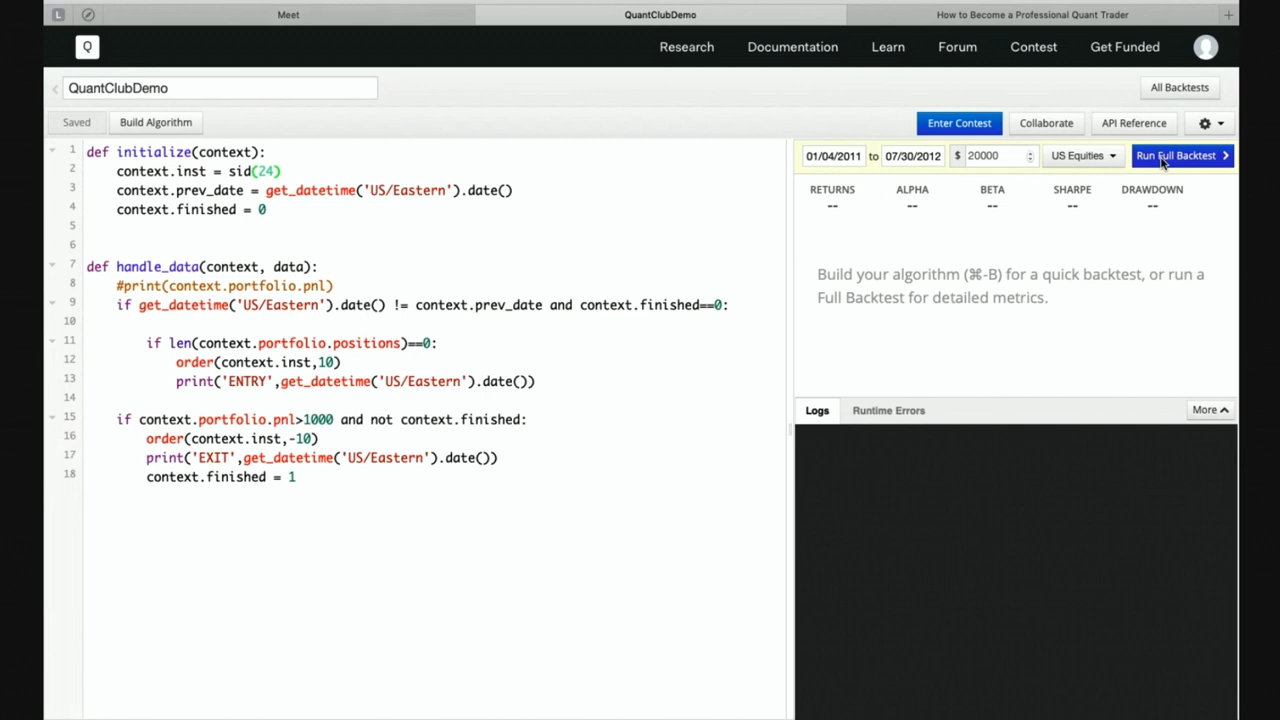 L
Meet
QuantClubDemo
How to Become a Professional Quant Trader
+
Q
Research
Documentation
Learn
Forum
Contest
Get Funded
QuantClubDemo
All Backtests
Saved
Build Algorithm
Enter Contest
Collaborate
API Reference
1 def initialize(context):
2 context.inst = sid(24)
3 context.prev_date = get_datetime('US/Eastern').date()
4 context.finished = 0
5
6
7 def handle_data(context, data):
8 #print(context.portfolio.pnl)
9 if get_datetime('US/Eastern').date() != context.prev_date and context.finished==0:
10
11 if len(context.portfolio.positions)==0:
12 order(context.inst,10)
13 print('ENTRY',get_datetime('US/Eastern').date())
14
15 if context.portfolio.pnl>1000 and not context.finished:
16 order(context.inst,-10)
17 print('EXIT',get_datetime('US/Eastern').date())
18 context.finished = 1
01/04/2011 to 07/30/2012 $ 20000 US Equities Run Full Backtest
RETURNS ALPHA BETA SHARPE DRAWDOWN
-- -- -- -- --
Build your algorithm (⌘-B) for a quick backtest, or run a
Full Backtest for detailed metrics.
Logs Runtime Errors More